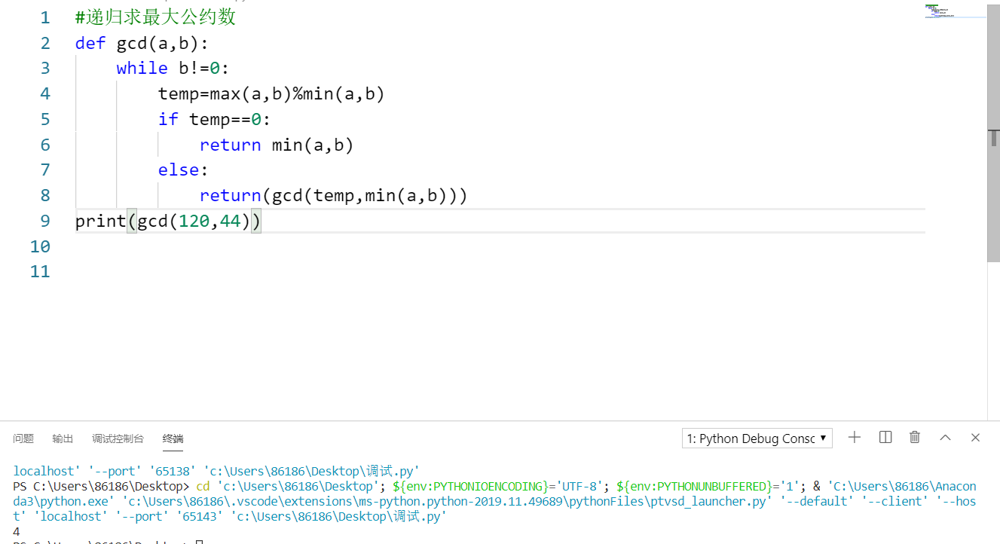 1 #递归求最大公约数
2 def gcd(a,b):
3     while b!=0:
4         temp=max(a,b)%min(a,b)
5         if temp==0:
6             return min(a,b)
7         else:
8             return(gcd(temp,min(a,b)))
9 print(gcd(120,44))
10
11
问题 输出 调试控制台 终端 1: Python Debug Consc
localhost' '--port' '65138' 'c:\Users\86186\Desktop\调试.py'
PS C:\Users\86186\Desktop> cd 'c:\Users\86186\Desktop'; ${env:PYTHONIOENCODING}='UTF-8'; ${env:PYTHONUNBUFFERED}='1'; & 'C:\Users\86186\Anacon
da3\python.exe' 'c:\Users\86186\.vscode\extensions\ms-python.python-2019.11.49689\pythonFiles\ptvsd_launcher.py' '--default' '--client' '--hos
t' 'localhost' '--port' '65143' 'c:\Users\86186\Desktop\调试.py'
4
PS C:\Users\86186\Desktop>